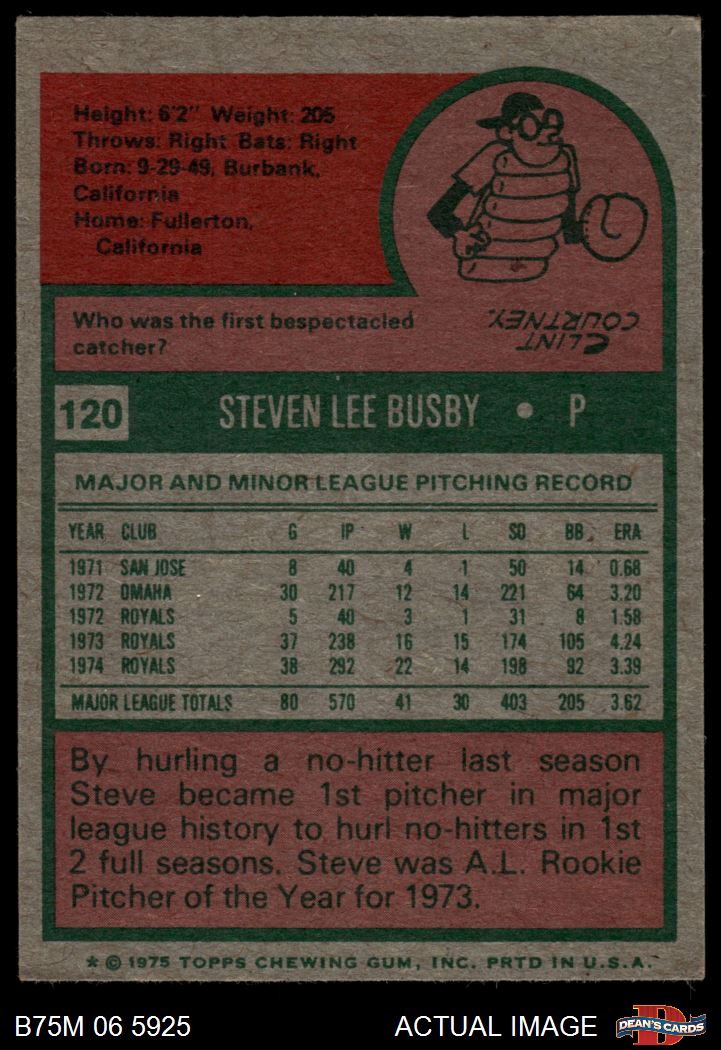 Height: 6'2" Weight: 205
Throws: Right Bats: Right
Born: 9-29-49, Burbank,
California
Home: Fullerton,
California
Who was the first bespectacled
catcher?
CLINT
COURTNEY.
120 STEVEN LEE BUSBY • P
MAJOR AND MINOR LEAGUE PITCHING RECORD
YEAR CLUB G IP W L SO BB ERA
1971 SAN JOSE 8 40 4 1 50 14 0.68
1972 OMAHA 30 217 12 14 221 64 3.20
1972 ROYALS 5 40 3 1 31 8 1.58
1973 ROYALS 37 238 16 15 174 105 4.24
1974 ROYALS 38 292 22 14 198 92 3.39
MAJOR LEAGUE TOTALS 80 570 41 30 403 205 3.62
By hurling a no-hitter last season
Steve became 1st pitcher in major
league history to hurl no-hitters in 1st
2 full seasons. Steve was A.L. Rookie
Pitcher of the Year for 1973.
* © 1975 TOPPS CHEWING GUM, INC. PRTD IN U.S.A.
B75M 06 5925 ACTUAL IMAGE
D
DEAN'S CARDS